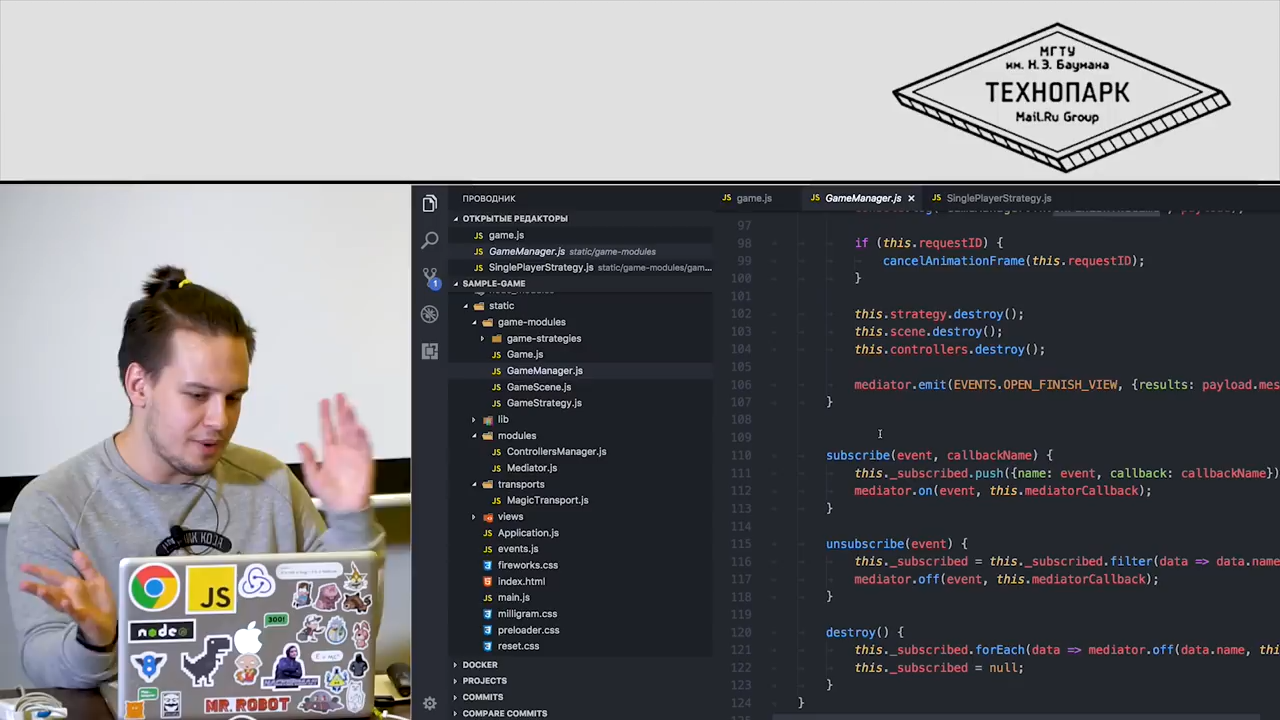 МГТУ
им. Н.Э. Баумана
ТЕХНОПАРК
Mail.Ru Group
ПРОВОДНИК
ОТКРЫТЫЕ РЕДАКТОРЫ
game.js
GameManager.js static/game-modules
SinglePlayerStrategy.js static/game-modules/gam...
SAMPLE-GAME
static
game-modules
game-strategies
Game.js
GameManager.js
GameScene.js
GameStrategy.js
lib
modules
ControllersManager.js
Mediator.js
transports
MagicTransport.js
views
Application.js
events.js
fireworks.css
index.html
main.js
milligram.css
preloader.css
reset.css
DOCKER
PROJECTS
COMMITS
COMPARE COMMITS
game.js GameManager.js SinglePlayerStrategy.js
97
98 if (this.requestID) {
99 cancelAnimationFrame(this.requestID);
100 }
101
102 this.strategy.destroy();
103 this.scene.destroy();
104 this.controllers.destroy();
105
106 mediator.emit(EVENTS.OPEN_FINISH_VIEW, {results: payload.mes
107 }
108
109
110 subscribe(event, callbackName) {
111 this._subscribed.push({name: event, callback: callbackName})
112 mediator.on(event, this.mediatorCallback);
113 }
114
115 unsubscribe(event) {
116 this._subscribed = this._subscribed.filter(data => data.name
117 mediator.off(event, this.mediatorCallback);
118 }
119
120 destroy() {
121 this._subscribed.forEach(data => mediator.off(data.name, thi
122 this._subscribed = null;
123 }
124 }
JS
node
300!
MR. ROBOT